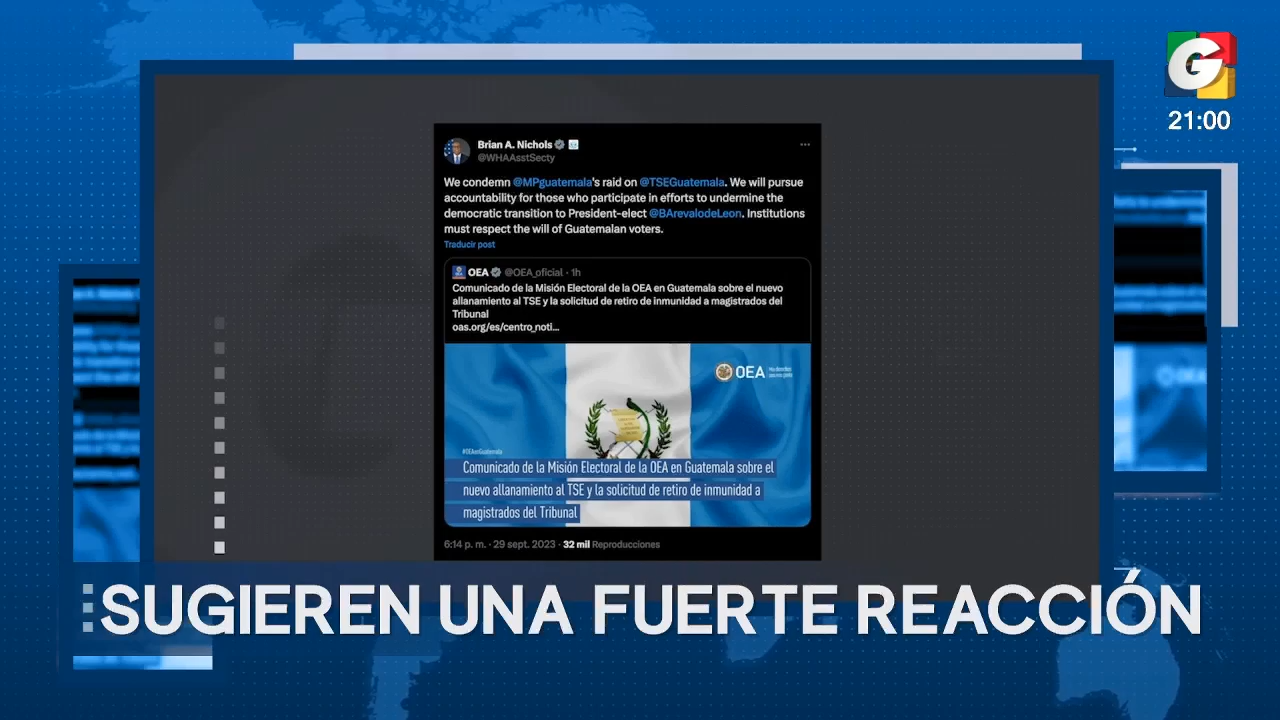 G
21:00
Brian A. Nichols
@WHAAsstSecty
We condemn @MPguatemala's raid on @TSEGuatemala. We will pursue
accountability for those who participate in efforts to undermine the
democratic transition to President-elect @BArevalodeLeon. Institutions
must respect the will of Guatemalan voters.
Traducir post
OEA @OEA_oficial · 1h
Comunicado de la Misión Electoral de la OEA en Guatemala sobre el nuevo
allanamiento al TSE y la solicitud de retiro de inmunidad a magistrados del
Tribunal
oas.org/es/centro_noti...
OEA
#OEAenGuatemala
Comunicado de la Misión Electoral de la OEA en Guatemala sobre el
nuevo allanamiento al TSE y la solicitud de retiro de inmunidad a
magistrados del Tribunal
6:14 p. m. · 29 sept. 2023 · 32 mil Reproducciones
SUGIEREN UNA FUERTE REACCIÓN